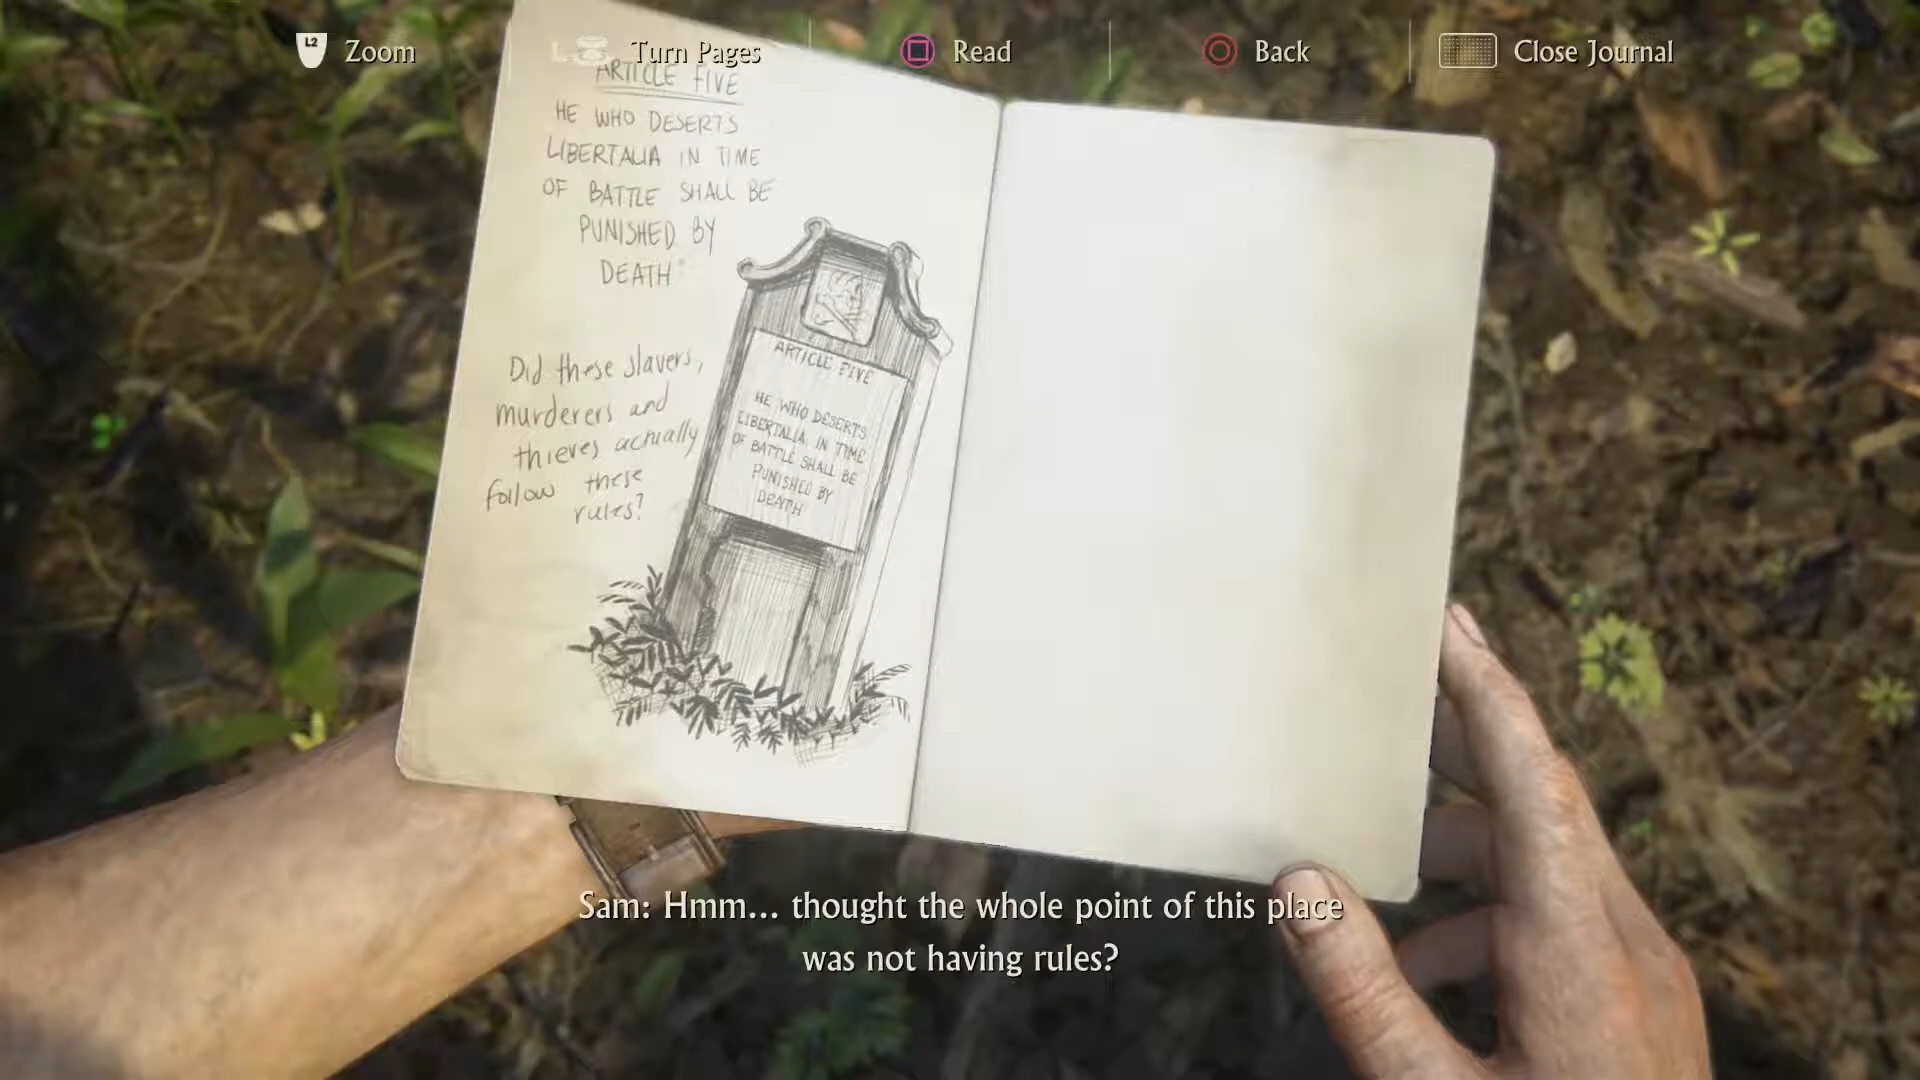 L2 Zoom
L Turn Pages
Read
Back
Close Journal
ARTICLE FIVE
HE WHO DESERTS
LIBERTALIA IN TIME
OF BATTLE SHALL BE
PUNISHED BY
DEATH
Did these slavers,
murderers and
thieves actually
follow these
rules?
ARTICLE FIVE
HE WHO DESERTS
LIBERTALIA IN TIME
OF BATTLE SHALL BE
PUNISHED BY
DEATH
Sam: Hmm... thought the whole point of this place
was not having rules?